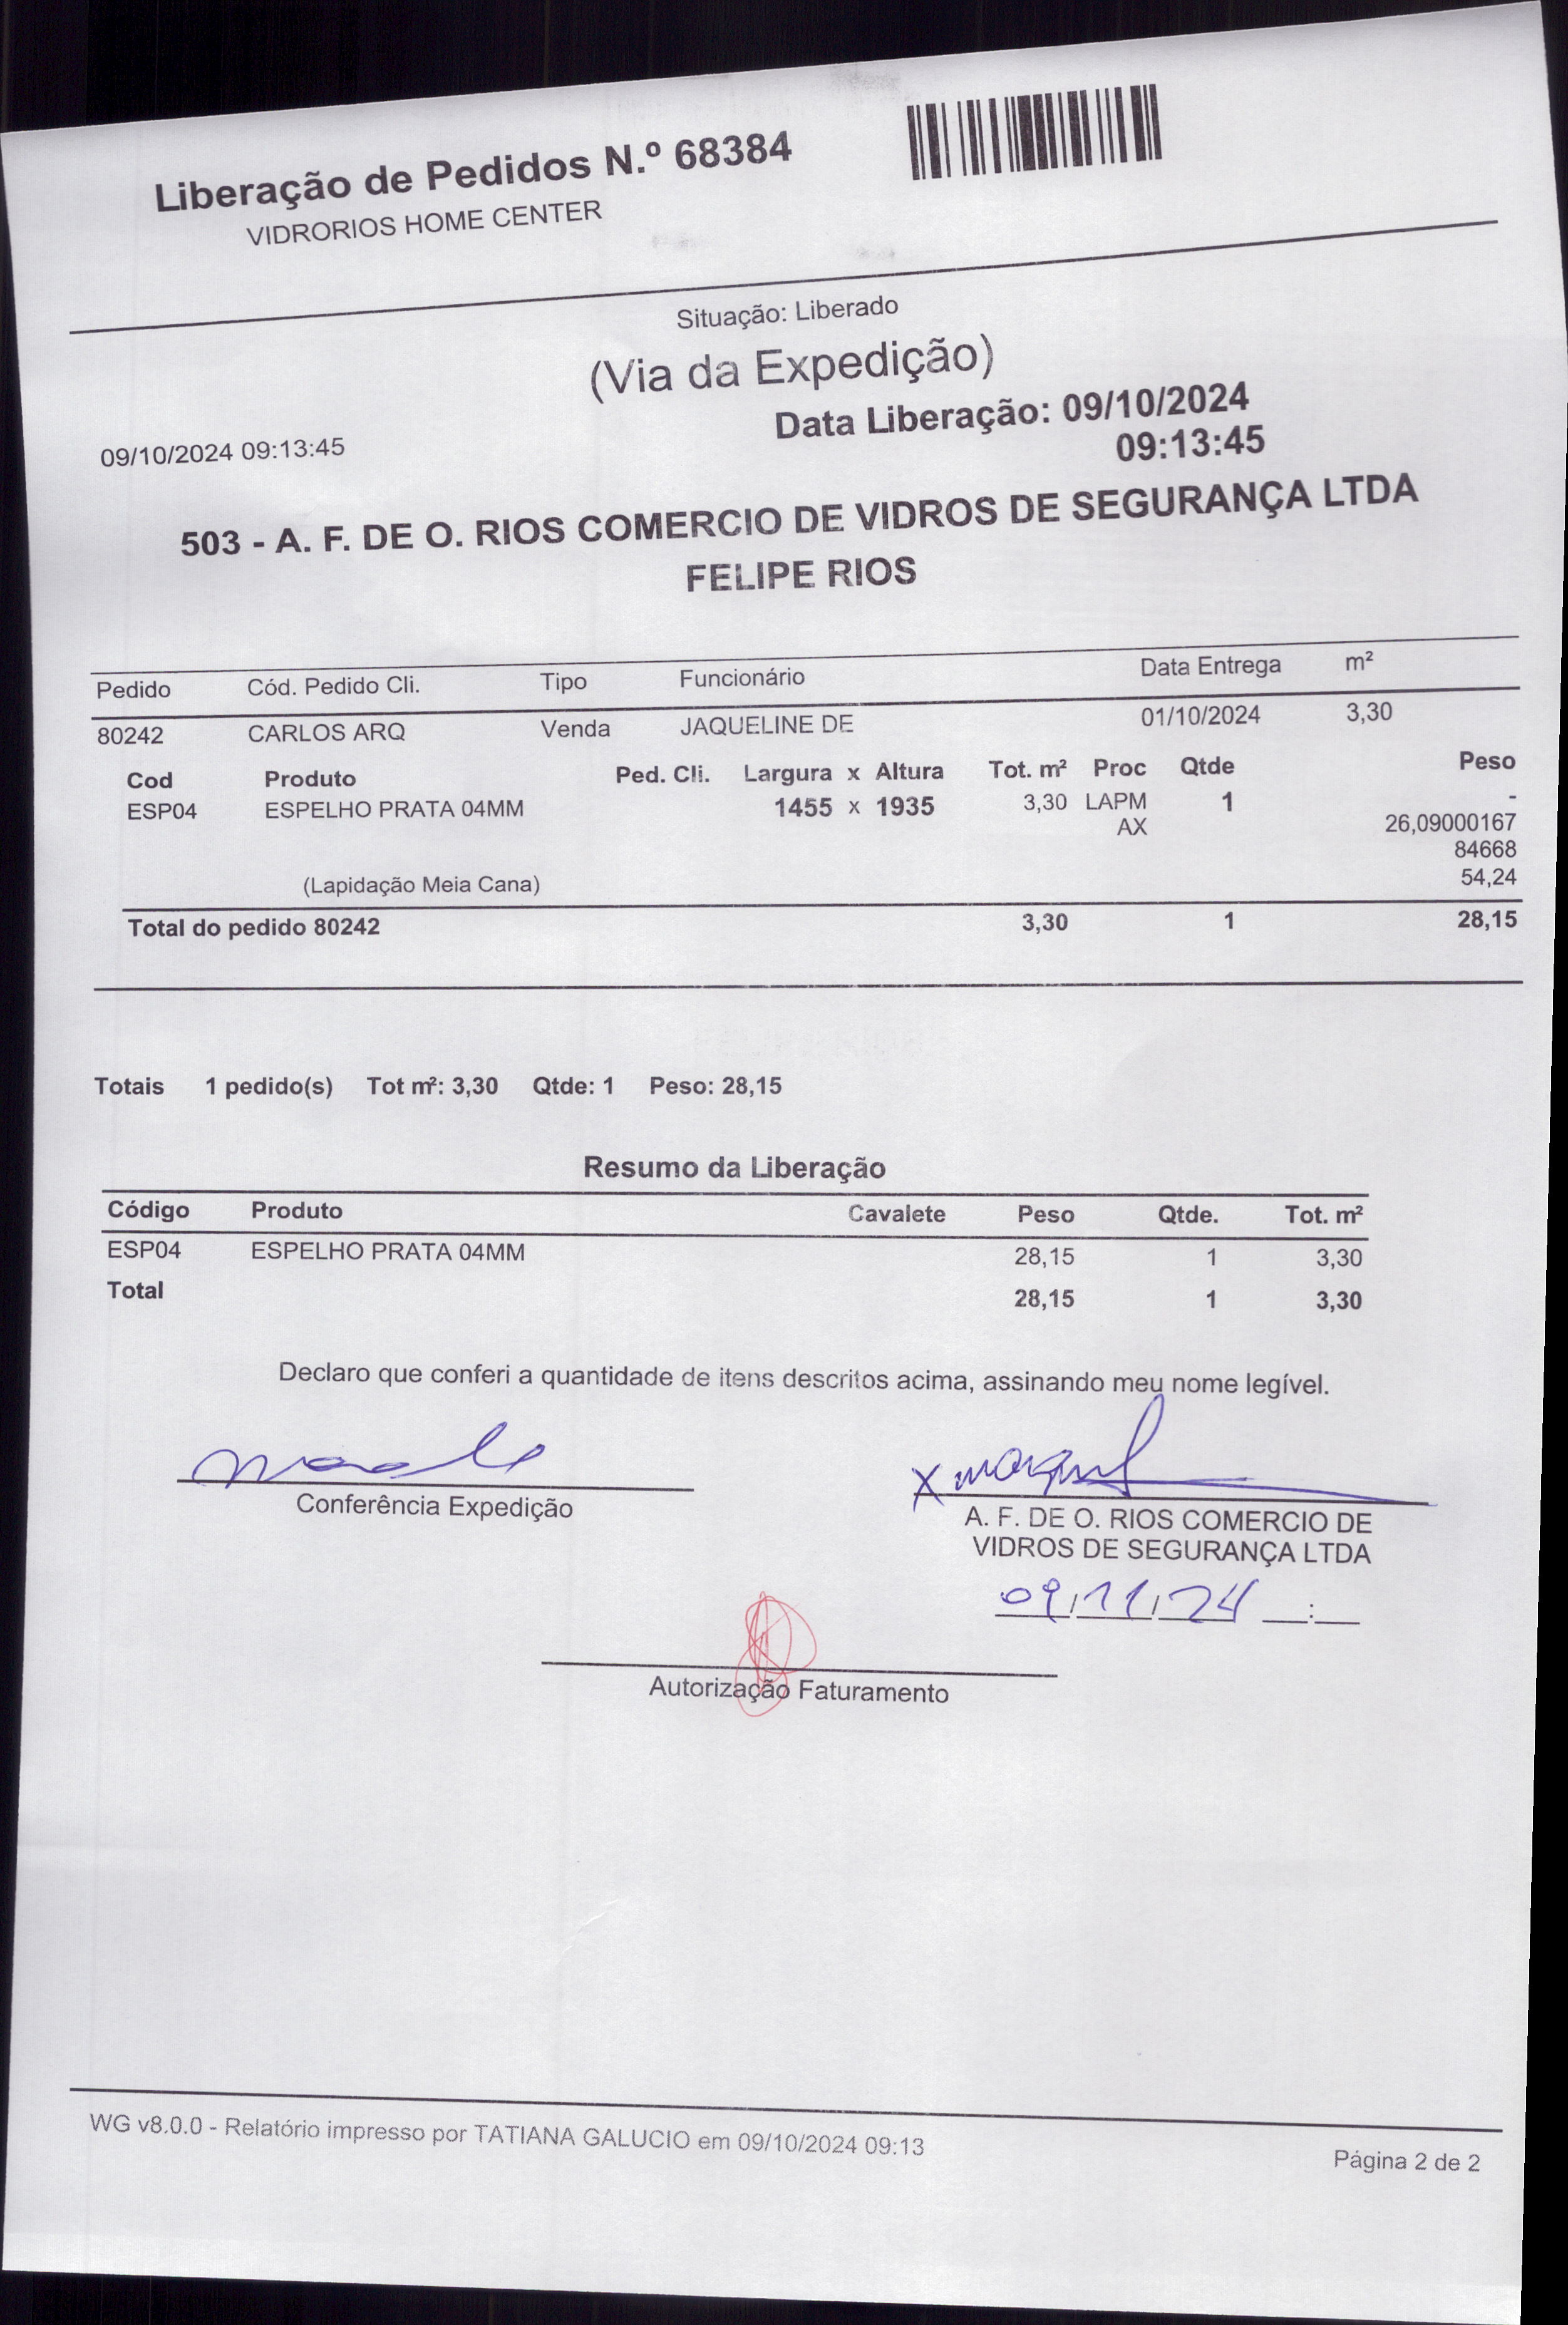 Liberação de Pedidos N.º 68384
VIDRORIOS HOME CENTER
Situação: Liberado
(Via da Expedição)
Data Liberação: 09/10/2024
09:13:45
09/10/2024 09:13:45
503 - A. F. DE O. RIOS COMERCIO DE VIDROS DE SEGURANÇA LTDA
FELIPE RIOS
Pedido Cód. Pedido Cli. Tipo Funcionário Data Entrega m²
80242 CARLOS ARQ Venda JAQUELINE DE 01/10/2024 3,30
Cod Produto Ped. Cli. Largura x Altura Tot. m² Proc Qtde Peso
ESP04 ESPELHO PRATA 04MM 1455 x 1935 3,30 LAPM 1 -
AX 26,09000167
84668
(Lapidação Meia Cana) 54,24
Total do pedido 80242 3,30 1 28,15
Totais 1 pedido(s) Tot m²: 3,30 Qtde: 1 Peso: 28,15
Resumo da Liberação
Código Produto Cavalete Peso Qtde. Tot. m²
ESP04 ESPELHO PRATA 04MM 28,15 1 3,30
Total 28,15 1 3,30
Declaro que conferi a quantidade de itens descritos acima, assinando meu nome legível.
X
Conferência Expedição
A. F. DE O. RIOS COMERCIO DE
VIDROS DE SEGURANÇA LTDA
09/11/24 __:__
Autorização Faturamento
WG v8.0.0 - Relatório impresso por TATIANA GALUCIO em 09/10/2024 09:13
Página 2 de 2